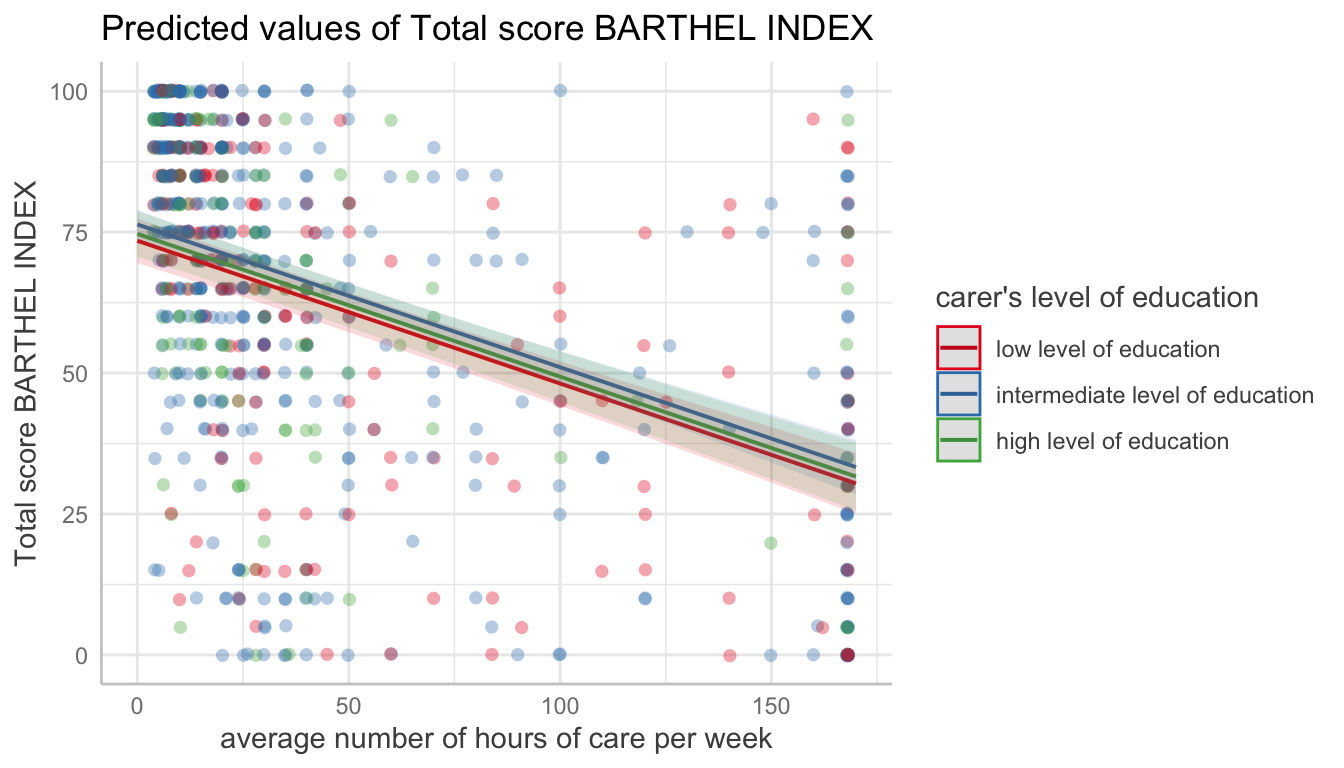 Predicted values of Total score BARTHEL INDEX
Total score BARTHEL INDEX
100
75
50
25
0
0
50
100
150
average number of hours of care per week
carer's level of education
low level of education
intermediate level of education
high level of education